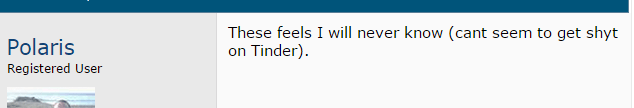 Polaris
Registered User
These feels I will never know (cant seem to get shyt
on Tinder).